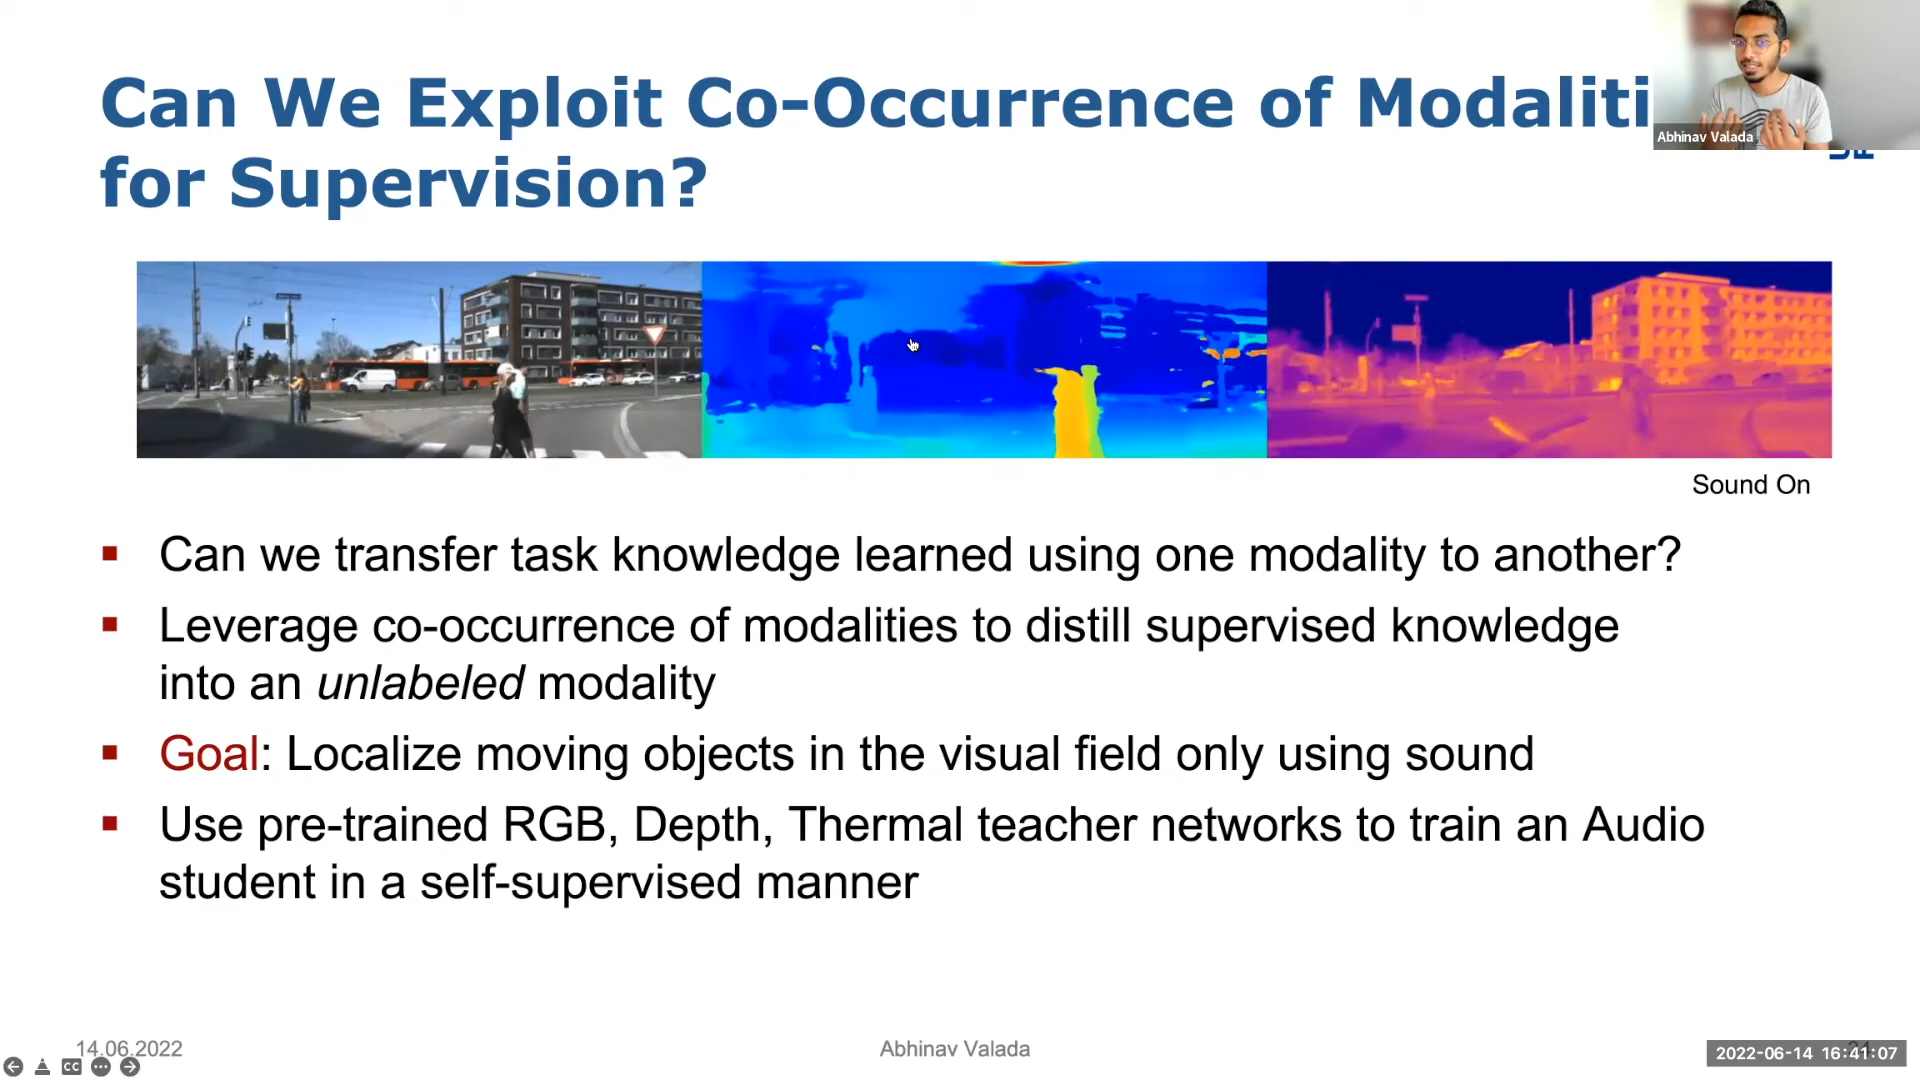 Can We Exploit Co-Occurrence of Modaliti
for Supervision?
Abhinav Valada
Sound On
▪ Can we transfer task knowledge learned using one modality to another?
▪ Leverage co-occurrence of modalities to distill supervised knowledge
into an unlabeled modality
▪ Goal: Localize moving objects in the visual field only using sound
▪ Use pre-trained RGB, Depth, Thermal teacher networks to train an Audio
student in a self-supervised manner
14.06.2022
Abhinav Valada
CC
2022-06-14 16:41:07